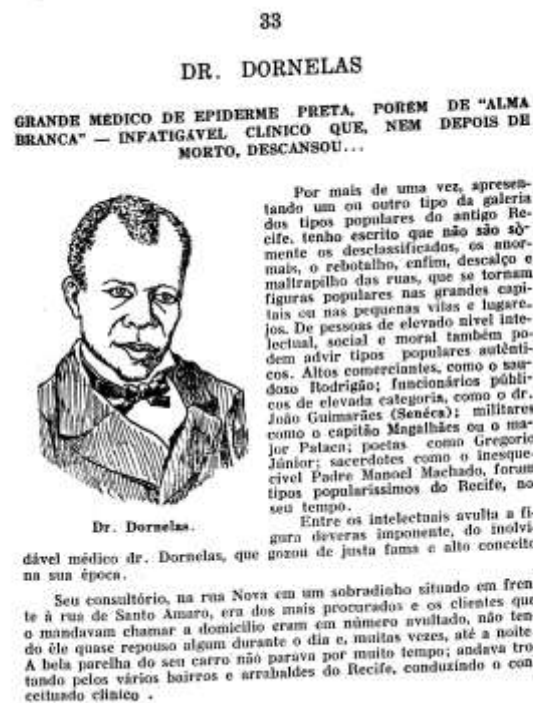 33
DR. DORNELAS
GRANDE MÉDICO DE EPIDERME PRETA, PORÉM DE “ALMA
BRANCA” — INFATIGÁVEL CLÍNICO QUE, NEM DEPOIS DE
MORTO, DESCANSOU...
Por mais de uma vez, apresen-
tando um ou outro tipo da galeria
dos tipos populares do antigo Re-
cife, tenho escrito que não são sò-
mente os desclassificados, os anor-
mais, o rebotalho, enfim, descalço e
maltrapilho das ruas, que se tornam
figuras populares nas grandes capi-
tais ou nas pequenas vilas e lugare-
jos. De pessoas de elevado nivel inte-
lectual, social e moral também po-
dem advir tipos populares autênti-
cos. Altos comerciantes, como o sau-
doso Rodrigão; funcionários públi-
cos de elevada categoria, como o dr.
João Guimarães (Senéca); militares
como o capitão Magalhães ou o ma-
jor Pataca; poetas como Gregorio
Júnior; sacerdotes como o inesque-
civel Padre Manoel Machado, foram
tipos popularissimos do Recife, no
seu tempo.
Dr. Dornelas.
Entre os intelectuais avulta a fi-
gura deveras imponente, do inolvi-
dável médico dr. Dornelas, que gozou de justa fama e alto conceito
na sua época.
Seu consultório, na rua Nova em um sobradinho situado em fren-
te à rua de Santo Amaro, era dos mais procurados e os clientes que
o mandavam chamar a domicilio eram em número avultado, não ten-
do êle quase repouso algum durante o dia e, muitas vezes, até a noite
A bela parelha do seu carro não parava por muito tempo; andava tro
tando pelos vários bairros e arrabaldes do Recife, conduzindo o con
ceituado clinico .